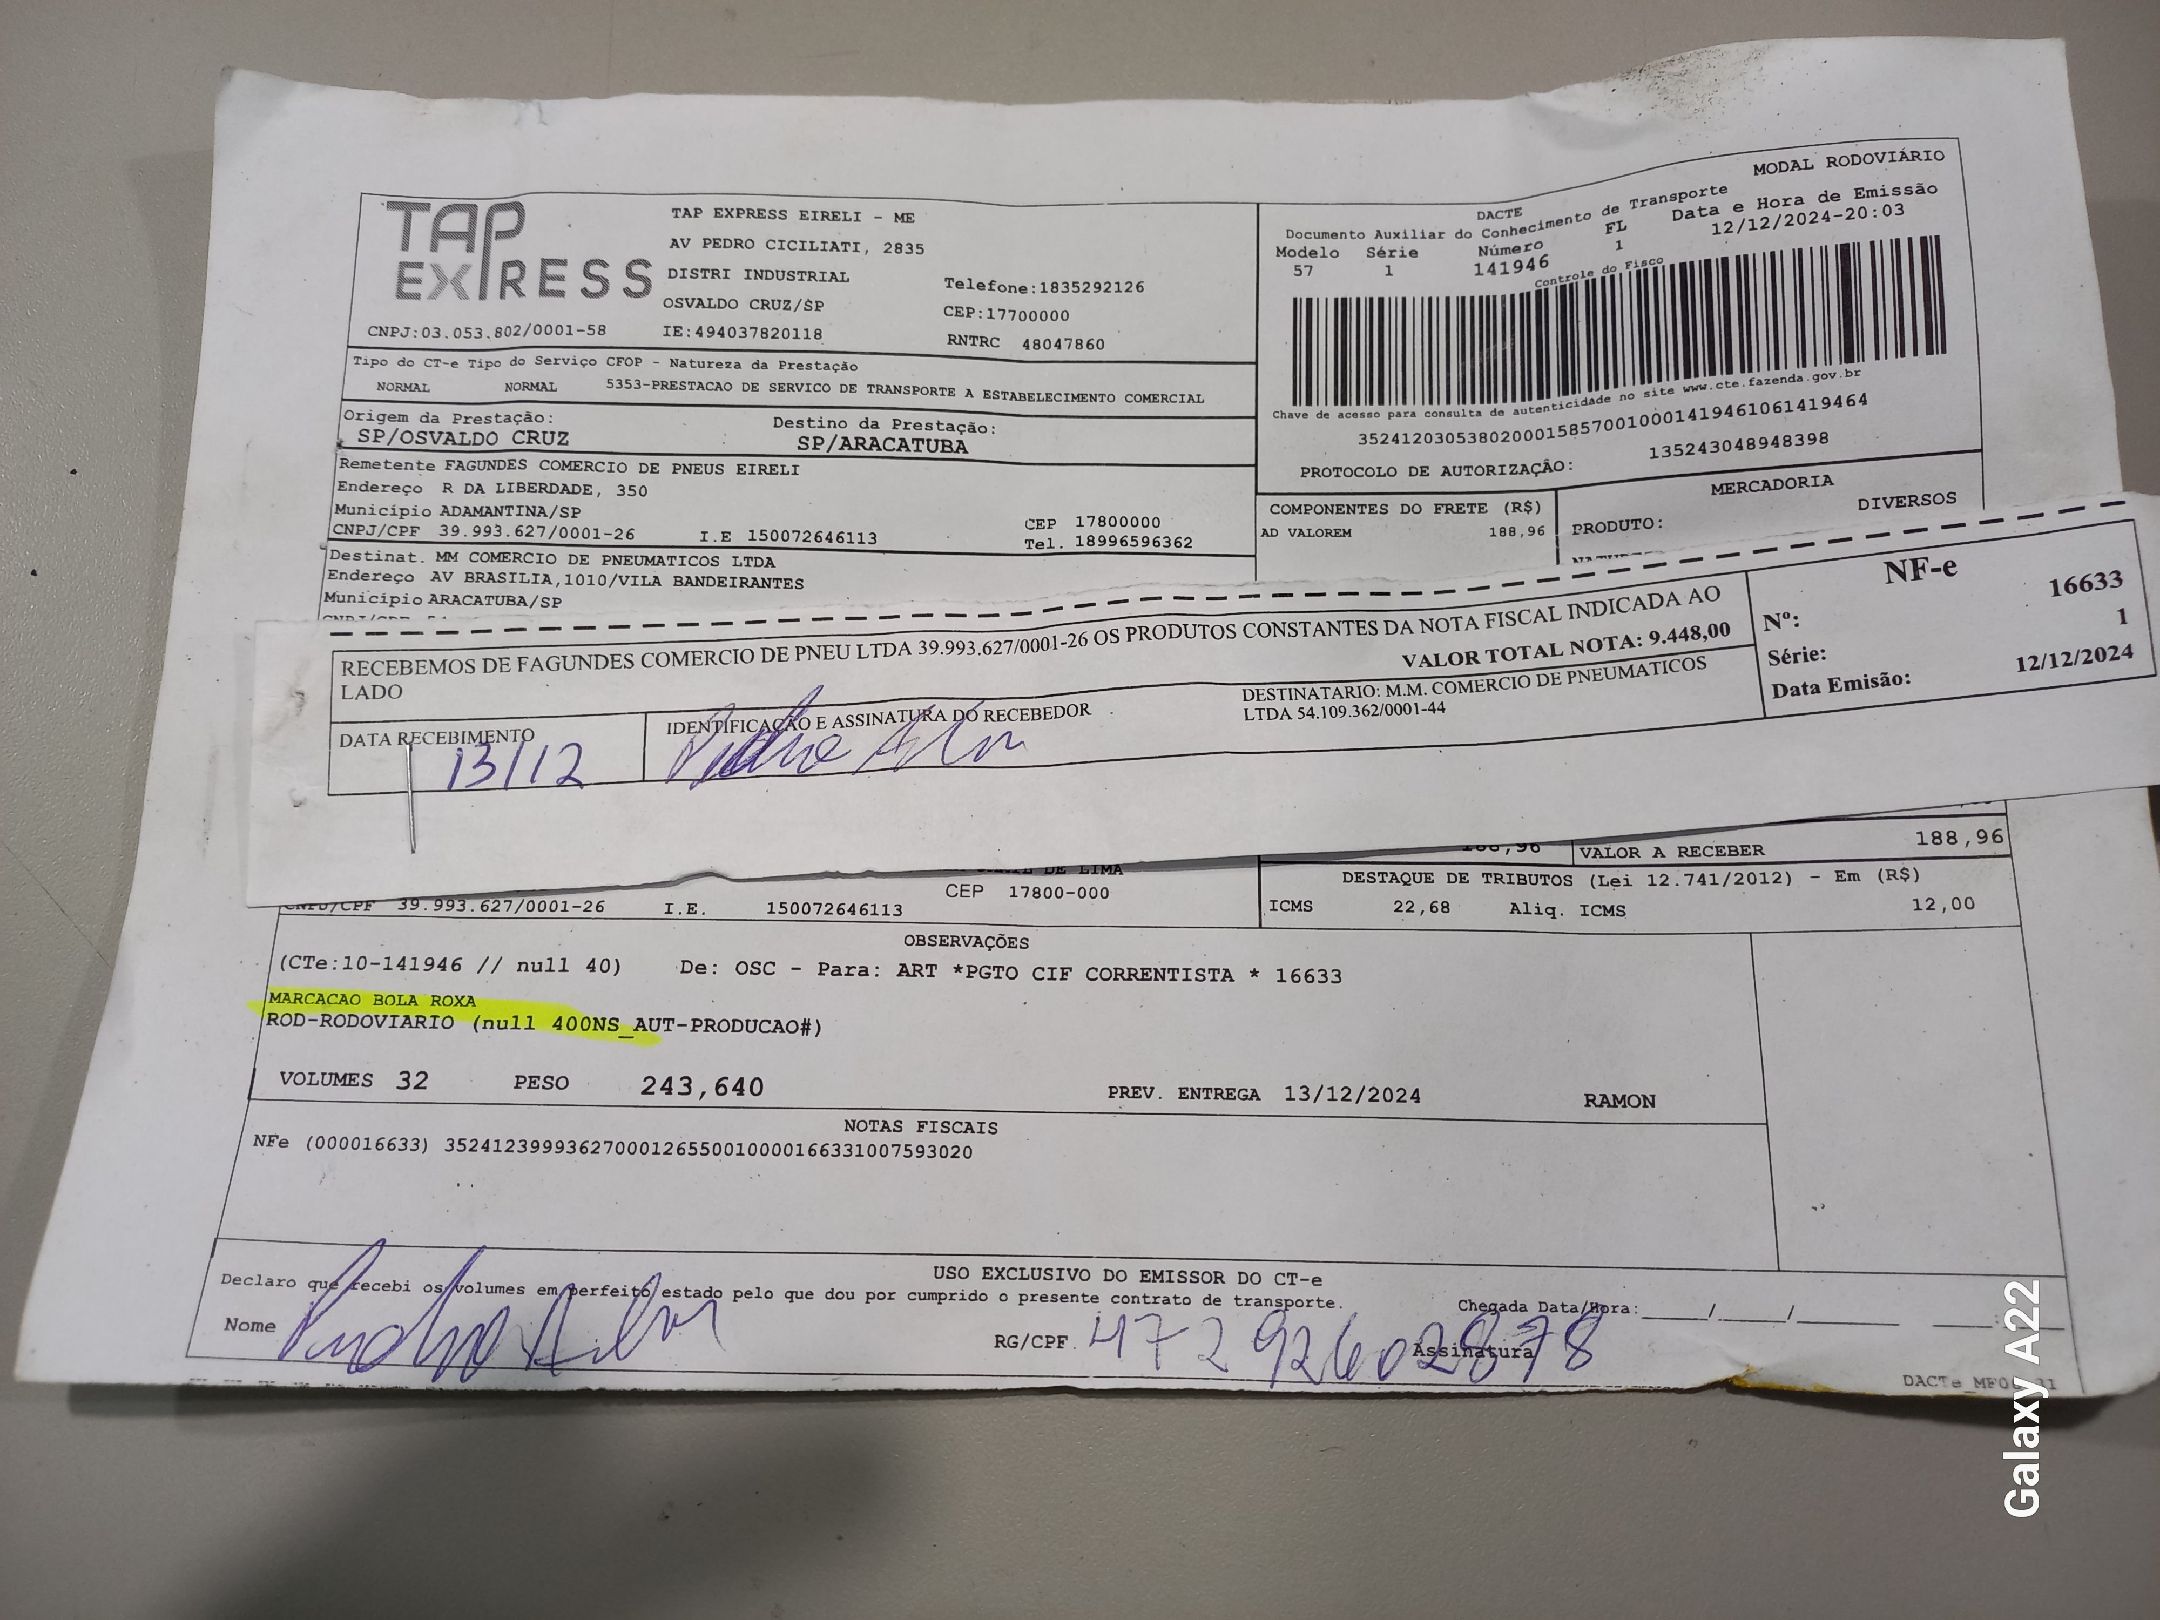 TAP EXPRESS
TAP EXPRESS EIRELI - ME
AV PEDRO CICILIATI, 2835
DISTRI INDUSTRIAL
Telefone:1835292126
OSVALDO CRUZ/SP
CEP:17700000
CNPJ:03.053.802/0001-58
IE:494037820118
RNTRC 48047860
MODAL RODOVIÁRIO
DACTE
Documento Auxiliar do Conhecimento de Transporte
Modelo Série Número FL Data e Hora de Emissão
57 1 141946 1 12/12/2024-20:03
Controle do Fisco
Chave de acesso para consulta de autenticidade no site www.cte.fazenda.gov.br
35241203053802000158570010001419461061419464
PROTOCOLO DE AUTORIZAÇÃO: 135243048948398
Tipo do CT-e Tipo do Serviço CFOP - Natureza da Prestação
NORMAL NORMAL 5353-PRESTACAO DE SERVICO DE TRANSPORTE A ESTABELECIMENTO COMERCIAL
Origem da Prestação: Destino da Prestação:
SP/OSVALDO CRUZ SP/ARACATUBA
Remetente FAGUNDES COMERCIO DE PNEUS EIRELI
Endereço R DA LIBERDADE, 350
Município ADAMANTINA/SP CEP 17800000
CNPJ/CPF 39.993.627/0001-26 I.E 150072646113 Tel. 18996596362
Destinat. MM COMERCIO DE PNEUMATICOS LTDA
Endereço AV BRASILIA,1010/VILA BANDEIRANTES
Município ARACATUBA/SP
COMPONENTES DO FRETE (R$)
AD VALOREM 188,96
MERCADORIA
PRODUTO: DIVERSOS
RECEBEMOS DE FAGUNDES COMERCIO DE PNEU LTDA 39.993.627/0001-26 OS PRODUTOS CONSTANTES DA NOTA FISCAL INDICADA AO
LADO
VALOR TOTAL NOTA: 9.448,00
DATA RECEBIMENTO
13/12
IDENTIFICAÇÃO E ASSINATURA DO RECEBEDOR
DESTINATÁRIO: M.M. COMERCIO DE PNEUMATICOS
LTDA 54.109.362/0001-44
NF-e
Nº: 16633
Série: 1
Data Emisão: 12/12/2024
188,96 VALOR A RECEBER 188,96
DE LIMA
CEP 17800-000
CNPJ/CPF 39.993.627/0001-26 I.E. 150072646113
DESTAQUE DE TRIBUTOS (Lei 12.741/2012) - Em (R$)
ICMS 22,68 Aliq. ICMS 12,00
OBSERVAÇÕES
(CTe:10-141946 // null 40) De: OSC - Para: ART *PGTO CIF CORRENTISTA * 16633
MARCACAO BOLA ROXA
ROD-RODOVIARIO (null 400NS_AUT-PRODUCAO#)
VOLUMES 32 PESO 243,640 PREV. ENTREGA 13/12/2024 RAMON
NOTAS FISCAIS
NFe (000016633) 35241239993627000126550010000166331007593020
USO EXCLUSIVO DO EMISSOR DO CT-e
Declaro que recebi os volumes em perfeito estado pelo que dou por cumprido o presente contrato de transporte.
Chegada Data/Hora: ___/___/___ ___:___
Nome
RG/CPF. 47292602878
Assinatura
Galaxy A22